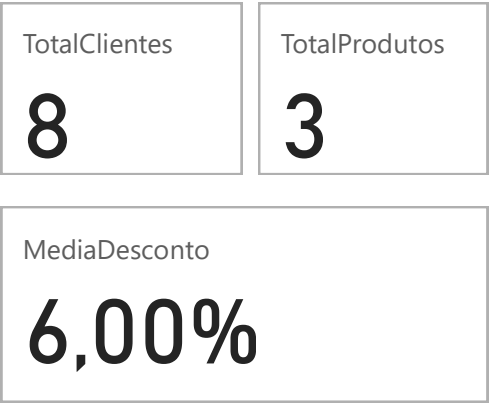 TotalClientes
8
TotalProdutos
3
MediaDesconto
6,00%